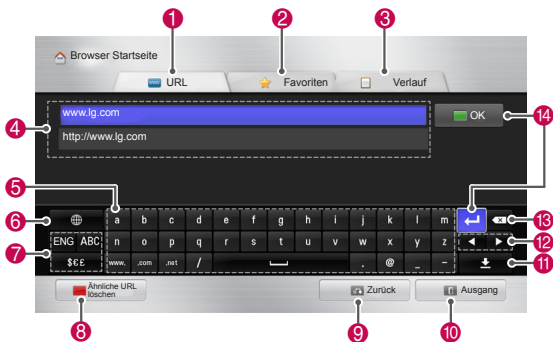 1 2 3
Browser Startseite
URL Favoriten Verlauf
4 www.lg.com OK 14
http://www.lg.com
5
6 a b c d e f g h i j k l m 13
7 ENG ABC n o p q r s t u v w x y z 12
$€£ www. .com .net / . @ _ - 11
Ähnliche URL
löschen Zurück Ausgang
8 9 10